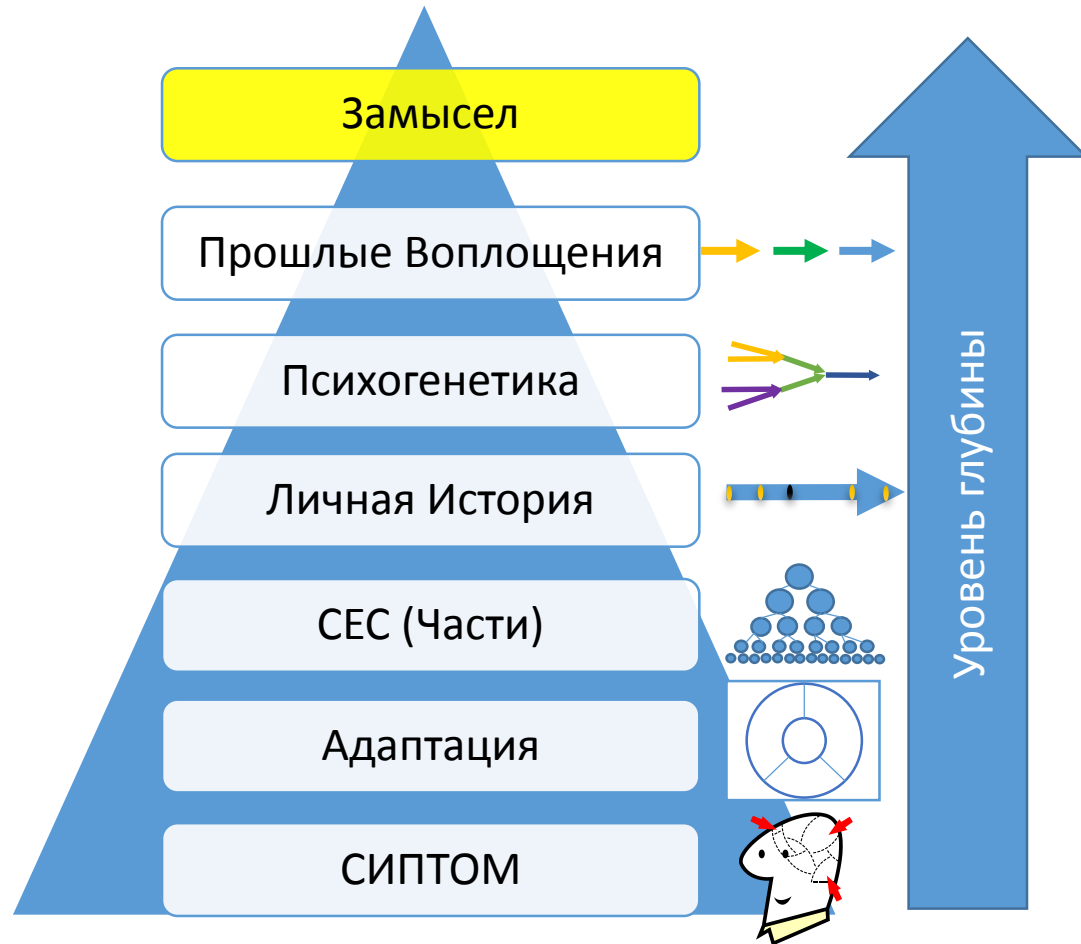 Замысел
Прошлые Воплощения
Психогенетика
Личная История
СЕС (Части)
Адаптация
СИПТОМ
Уровень глубины